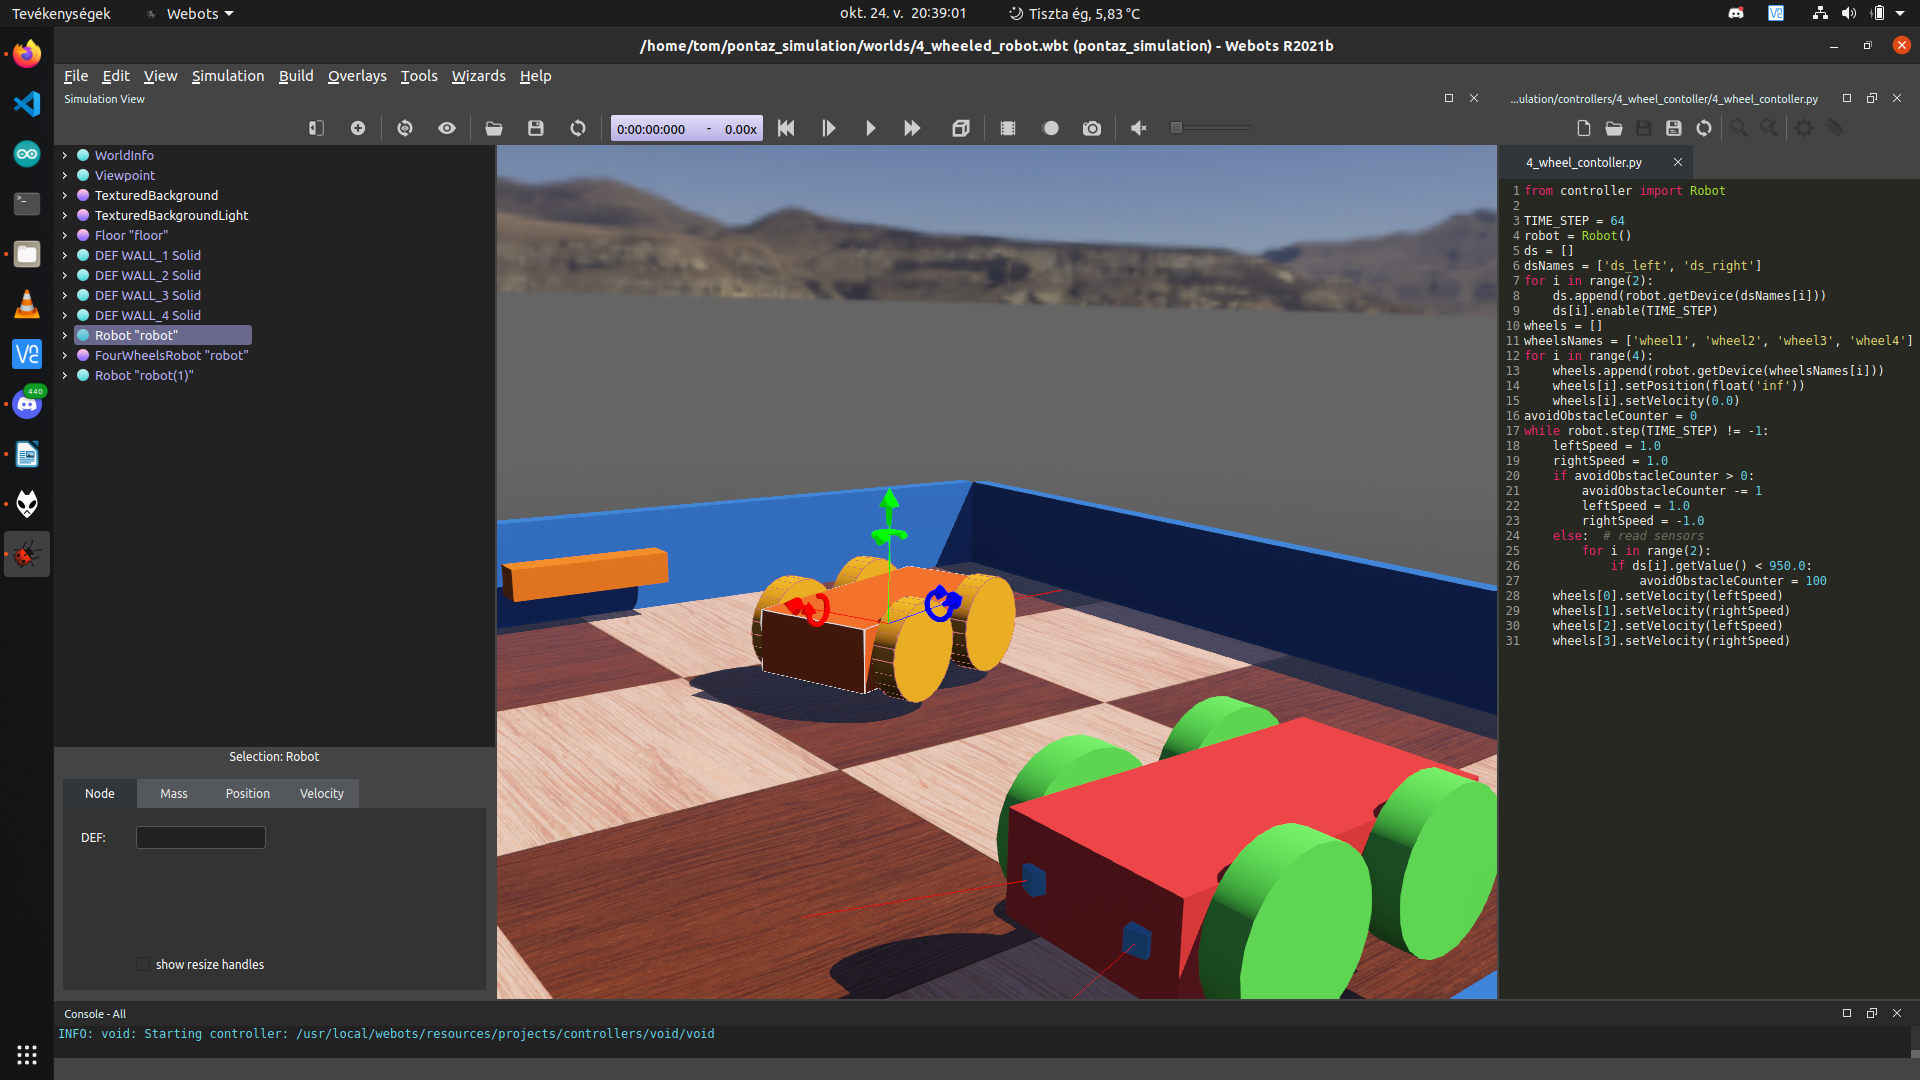 Tevékenységek
Webots
okt. 24. v.  20:39:01
Tiszta ég, 5,83 °C
/home/tom/pontaz_simulation/worlds/4_wheeled_robot.wbt (pontaz_simulation) - Webots R2021b
File Edit View Simulation Build Overlays Tools Wizards Help
Simulation View
...ulation/controllers/4_wheel_contoller/4_wheel_contoller.py
0:00:00:000 - 0.00x
WorldInfo
Viewpoint
TexturedBackground
TexturedBackgroundLight
Floor "floor"
DEF WALL_1 Solid
DEF WALL_2 Solid
DEF WALL_3 Solid
DEF WALL_4 Solid
Robot "robot"
FourWheelsRobot "robot"
Robot "robot(1)"
440
Selection: Robot
Node Mass Position Velocity
DEF:
show resize handles
4_wheel_contoller.py
1 from controller import Robot
2
3 TIME_STEP = 64
4 robot = Robot()
5 ds = []
6 dsNames = ['ds_left', 'ds_right']
7 for i in range(2):
8     ds.append(robot.getDevice(dsNames[i]))
9     ds[i].enable(TIME_STEP)
10 wheels = []
11 wheelsNames = ['wheel1', 'wheel2', 'wheel3', 'wheel4']
12 for i in range(4):
13     wheels.append(robot.getDevice(wheelsNames[i]))
14     wheels[i].setPosition(float('inf'))
15     wheels[i].setVelocity(0.0)
16 avoidObstacleCounter = 0
17 while robot.step(TIME_STEP) != -1:
18     leftSpeed = 1.0
19     rightSpeed = 1.0
20     if avoidObstacleCounter > 0:
21         avoidObstacleCounter -= 1
22         leftSpeed = 1.0
23         rightSpeed = -1.0
24     else:  # read sensors
25         for i in range(2):
26             if ds[i].getValue() < 950.0:
27                 avoidObstacleCounter = 100
28     wheels[0].setVelocity(leftSpeed)
29     wheels[1].setVelocity(rightSpeed)
30     wheels[2].setVelocity(leftSpeed)
31     wheels[3].setVelocity(rightSpeed)
Console - All
INFO: void: Starting controller: /usr/local/webots/resources/projects/controllers/void/void